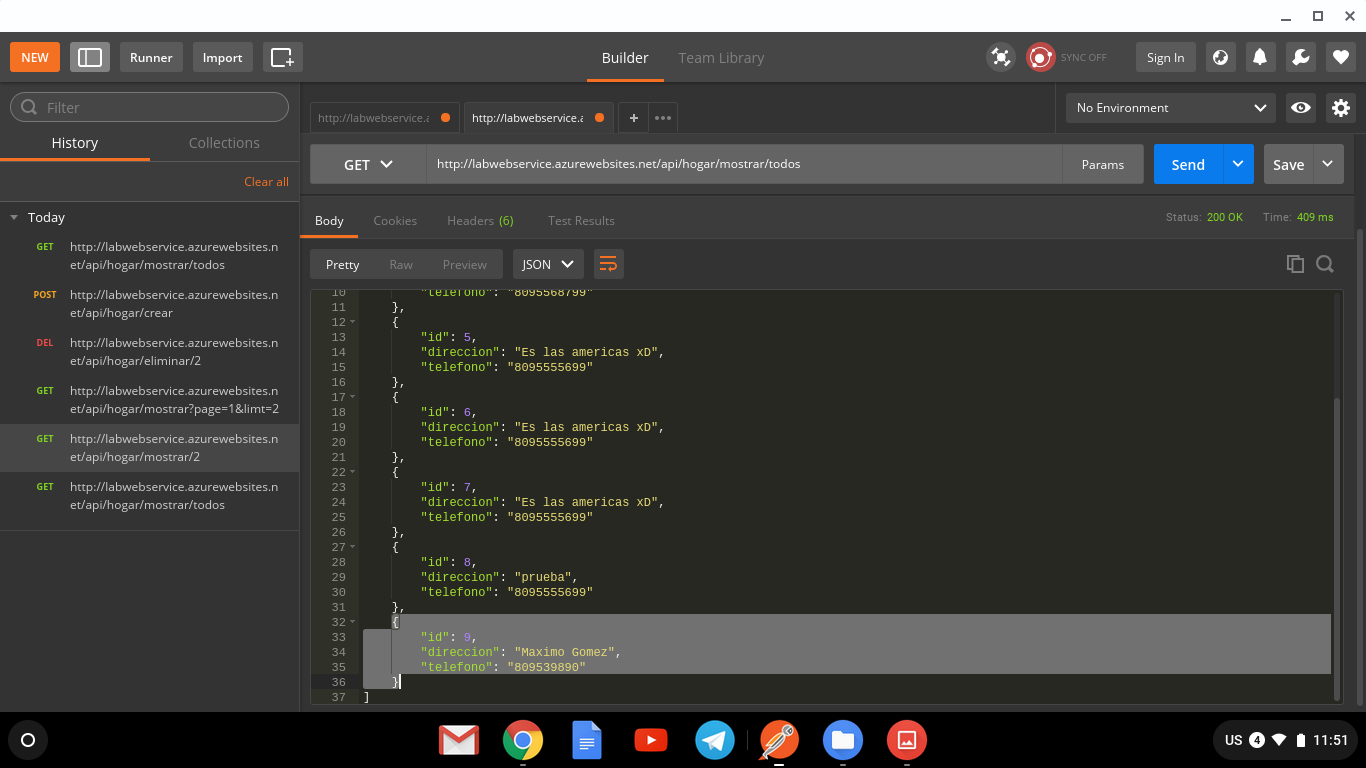 NEW
Runner
Import
Builder
Team Library
SYNC OFF
Sign In
Filter
History
Collections
Clear all
Today
GET http://labwebservice.azurewebsites.n
et/api/hogar/mostrar/todos
POST http://labwebservice.azurewebsites.n
et/api/hogar/crear
DEL http://labwebservice.azurewebsites.n
et/api/hogar/eliminar/2
GET http://labwebservice.azurewebsites.n
et/api/hogar/mostrar?page=1&limt=2
GET http://labwebservice.azurewebsites.n
et/api/hogar/mostrar/2
GET http://labwebservice.azurewebsites.n
et/api/hogar/mostrar/todos
http://labwebservice.a
http://labwebservice.a
+
•••
No Environment
GET
http://labwebservice.azurewebsites.net/api/hogar/mostrar/todos
Params
Send
Save
Body
Cookies
Headers (6)
Test Results
Status: 200 OK
Time: 409 ms
Pretty
Raw
Preview
JSON
10 "telefono": "8095568799"
11 },
12 {
13 "id": 5,
14 "direccion": "Es las americas xD",
15 "telefono": "8095555699"
16 },
17 {
18 "id": 6,
19 "direccion": "Es las americas xD",
20 "telefono": "8095555699"
21 },
22 {
23 "id": 7,
24 "direccion": "Es las americas xD",
25 "telefono": "8095555699"
26 },
27 {
28 "id": 8,
29 "direccion": "prueba",
30 "telefono": "8095555699"
31 },
32 {
33 "id": 9,
34 "direccion": "Maximo Gomez",
35 "telefono": "809539890"
36 }
37 ]
US 4 11:51